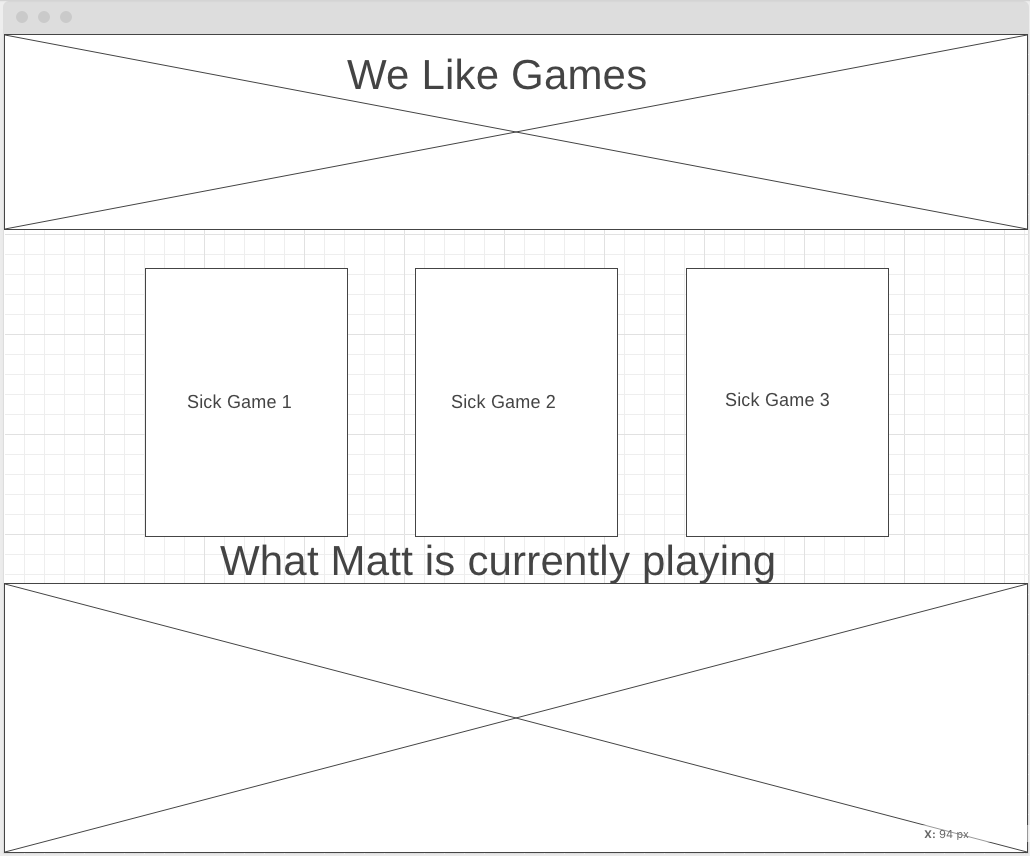 We Like Games
Sick Game 1
Sick Game 2
Sick Game 3
What Matt is currently playing
X: 94 px